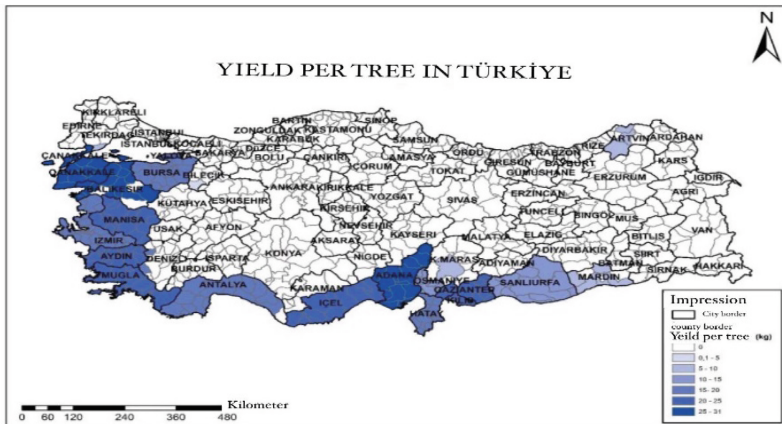 N
YIELD PER TREE IN TÜRKİYE
KIRKLARELİ
EDİRNE
TEKİRDAĞ
İSTANBUL
İSTANBUL
KOCAELİ
YALOVA
SAKARYA
DÜZCE
BOLU
ZONGULDAK
BARTIN
KARABÜK
KASTAMONU
SİNOP
SAMSUN
ÇANKIRI
ÇORUM
AMASYA
TOKAT
ORDU
GİRESUN
TRABZON
RİZE
ARTVİN
ARDAHAN
KARS
IĞDIR
AĞRI
ERZURUM
BAYBURT
GÜMÜŞHANE
ERZİNCAN
ÇANAKKALE
ÇANAKKALE
BALIKESİR
BURSA
BİLECİK
KÜTAHYA
ESKİŞEHİR
ANKARA
KIRIKKALE
YOZGAT
SİVAS
TUNCELİ
BİNGÖL
MUŞ
VAN
BİTLİS
MANİSA
İZMİR
UŞAK
AFYON
KIRŞEHİR
NEVŞEHİR
KAYSERİ
MALATYA
ELAZIĞ
DİYARBAKIR
BATMAN
SİİRT
ŞIRNAK
HAKKARİ
AYDIN
DENİZLİ
ISPARTA
BURDUR
KONYA
AKSARAY
NİĞDE
K.MARAŞ
ADIYAMAN
MARDİN
ŞANLIURFA
MUĞLA
ANTALYA
KARAMAN
İÇEL
ADANA
OSMANİYE
GAZİANTEP
KİLİS
HATAY
Impression
City border
county border
Yeild per tree (kg)
0
0,1 - 5
5 - 10
10 - 15
15 - 20
20 - 25
25 - 31
Kilometer
0 60 120 240 360 480